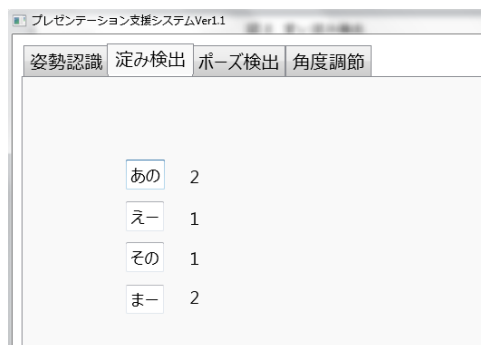 プレゼンテーション支援システムVer1.1
姿勢認識 淀み検出 ポーズ検出 角度調節
あの 2
えー 1
その 1
まー 2